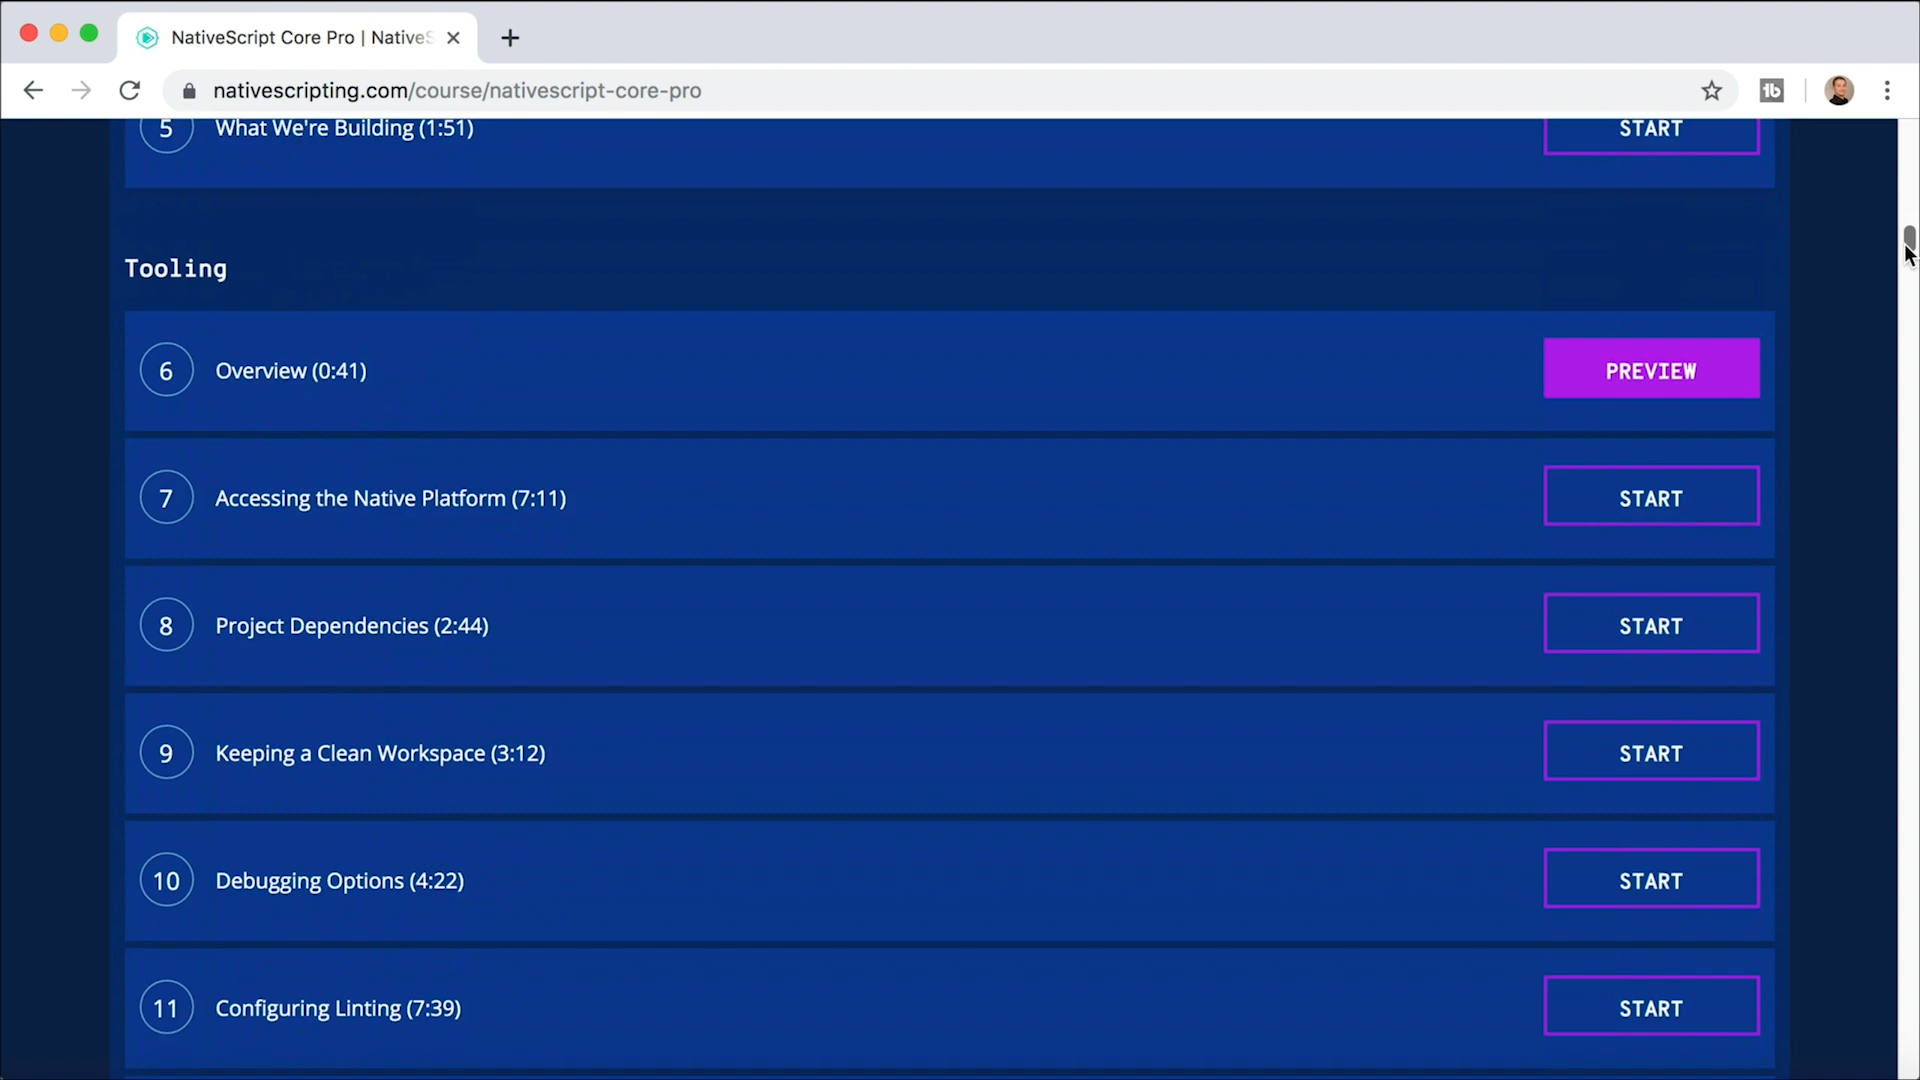 NativeScript Core Pro | NativeS
nativescripting.com/course/nativescript-core-pro
5 What We're Building (1:51) START
Tooling
6 Overview (0:41) PREVIEW
7 Accessing the Native Platform (7:11) START
8 Project Dependencies (2:44) START
9 Keeping a Clean Workspace (3:12) START
10 Debugging Options (4:22) START
11 Configuring Linting (7:39) START